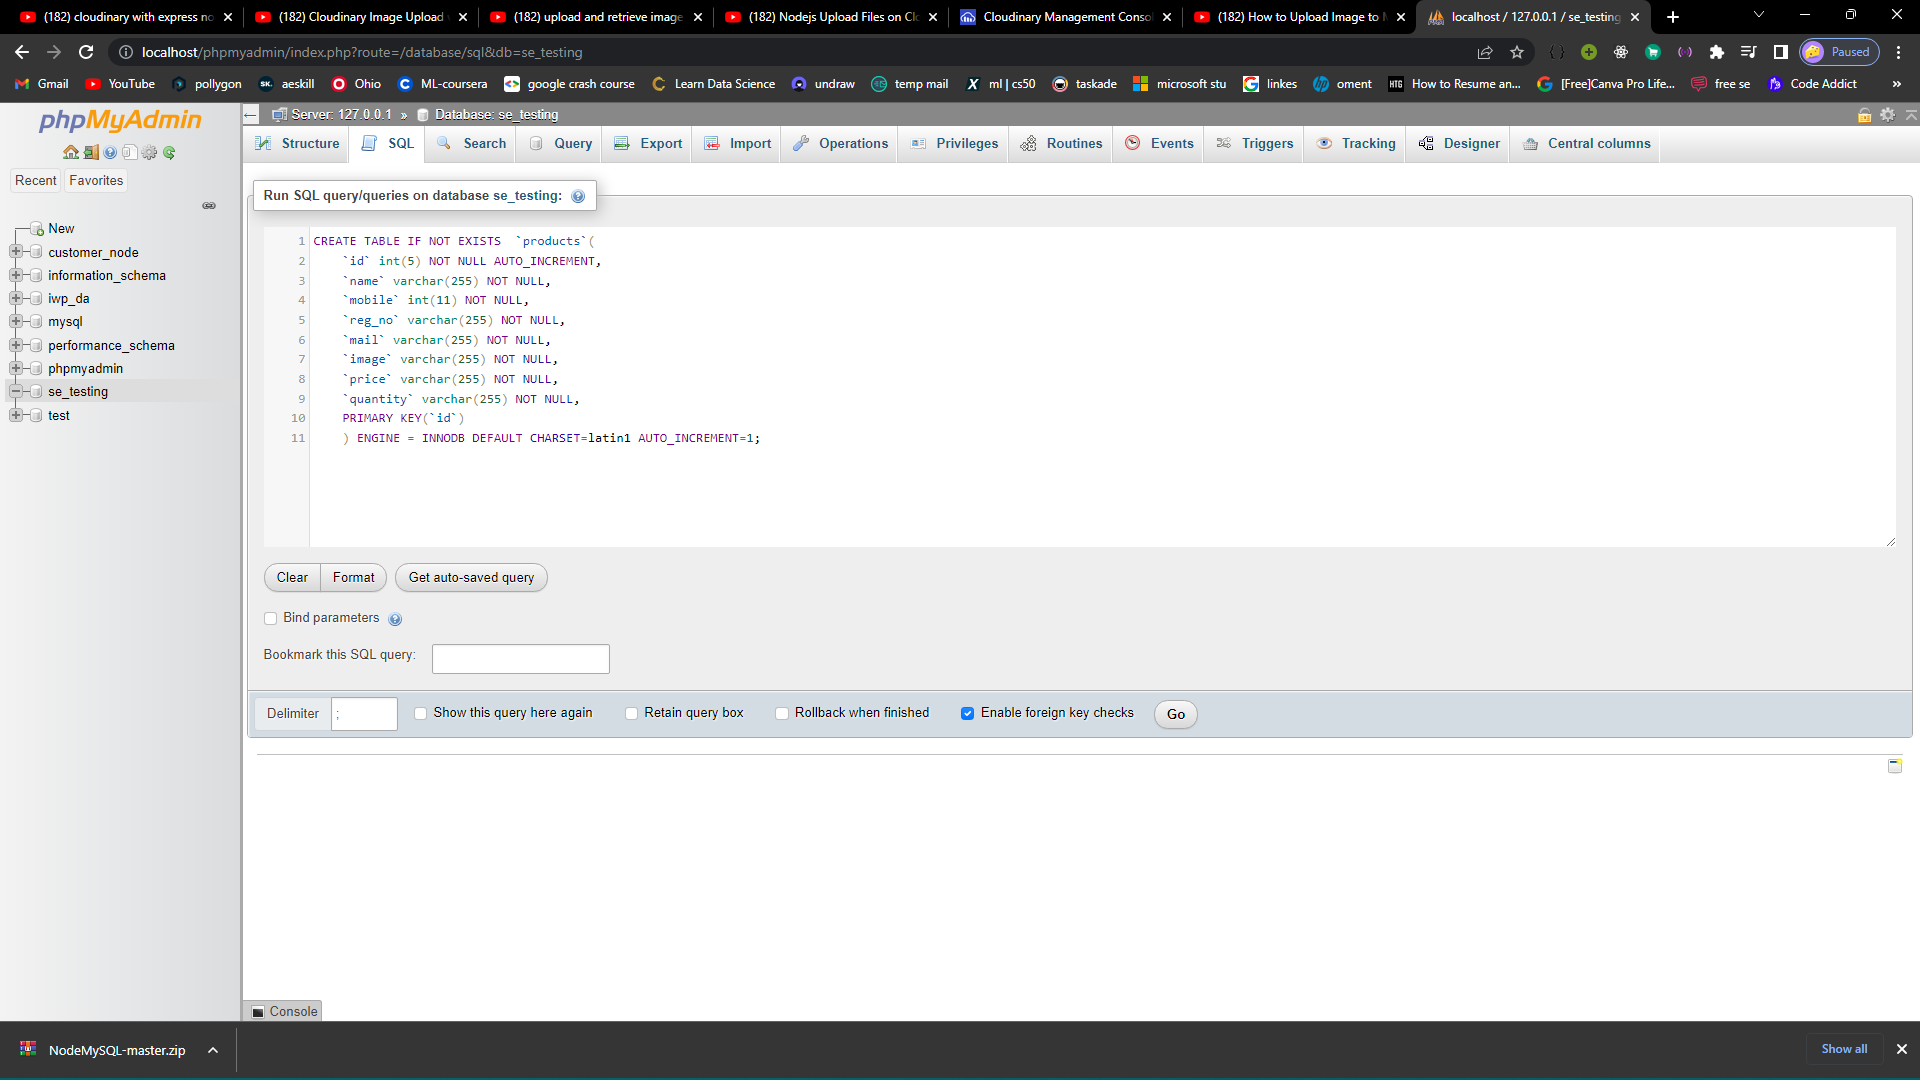 (182) cloudinary with express no
(182) Cloudinary Image Upload
(182) upload and retrieve image
(182) Nodejs Upload Files on Cl
Cloudinary Management Consol
(182) How to Upload Image to
localhost / 127.0.0.1 / se_testing
localhost/phpmyadmin/index.php?route=/database/sql&db=se_testing
Paused
Gmail
YouTube
pollygon
SK.
aeskill
Ohio
ML-coursera
google crash course
Learn Data Science
undraw
temp mail
ml | cs50
taskade
microsoft stu
linkes
oment
HTG
How to Resume an...
[Free]Canva Pro Life...
free se
Code Addict
»
phpMyAdmin
Server: 127.0.0.1 » Database: se_testing
Structure
SQL
Search
Query
Export
Import
Operations
Privileges
Routines
Events
Triggers
Tracking
Designer
Central columns
Recent
Favorites
New
customer_node
information_schema
iwp_da
mysql
performance_schema
phpmyadmin
se_testing
test
Run SQL query/queries on database se_testing:
1 CREATE TABLE IF NOT EXISTS  `products`(
2     `id` int(5) NOT NULL AUTO_INCREMENT,
3     `name` varchar(255) NOT NULL,
4     `mobile` int(11) NOT NULL,
5     `reg_no` varchar(255) NOT NULL,
6     `mail` varchar(255) NOT NULL,
7     `image` varchar(255) NOT NULL,
8     `price` varchar(255) NOT NULL,
9     `quantity` varchar(255) NOT NULL,
10     PRIMARY KEY(`id`)
11     ) ENGINE = INNODB DEFAULT CHARSET=latin1 AUTO_INCREMENT=1;
Clear
Format
Get auto-saved query
Bind parameters
Bookmark this SQL query:
Delimiter
;
Show this query here again
Retain query box
Rollback when finished
Enable foreign key checks
Go
Console
NodeMySQL-master.zip
Show all